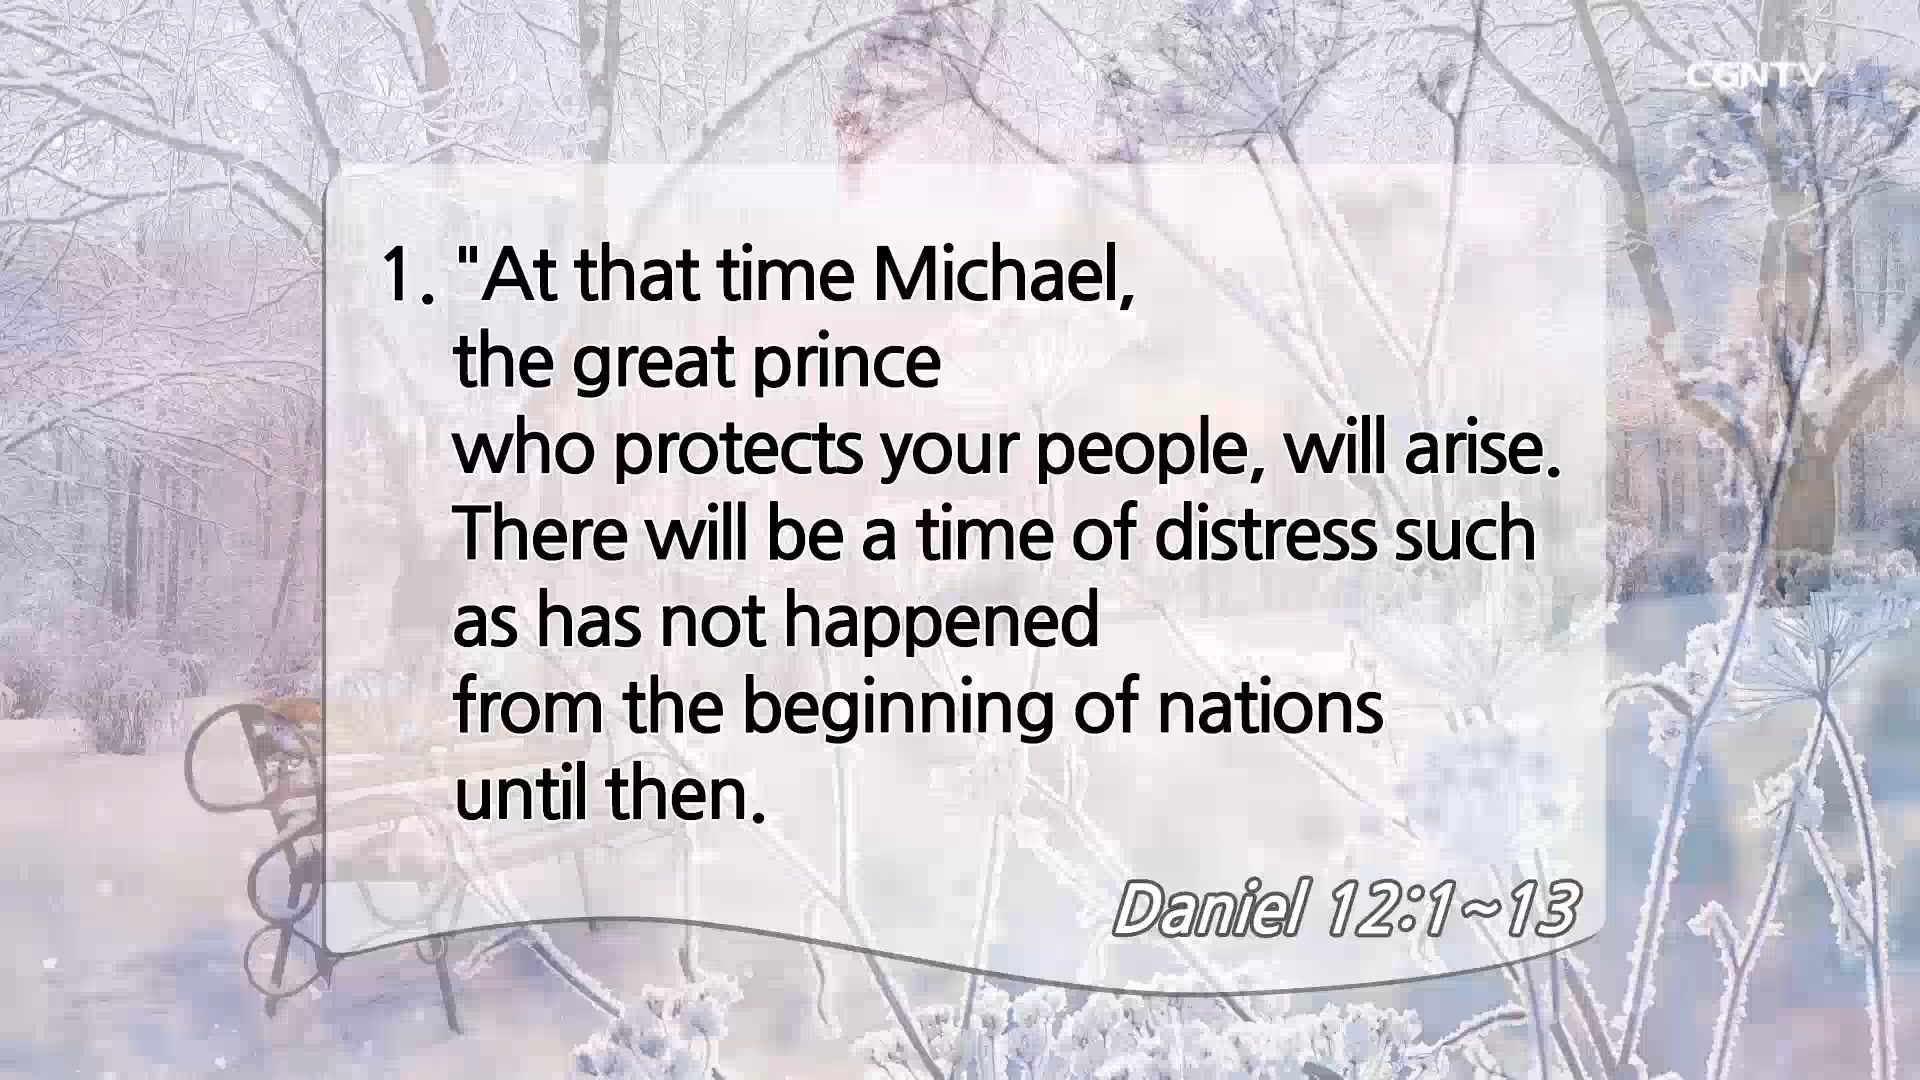 CGNTV
1. "At that time Michael,
the great prince
who protects your people, will arise.
There will be a time of distress such
as has not happened
from the beginning of nations
until then.
Daniel 12:1~13